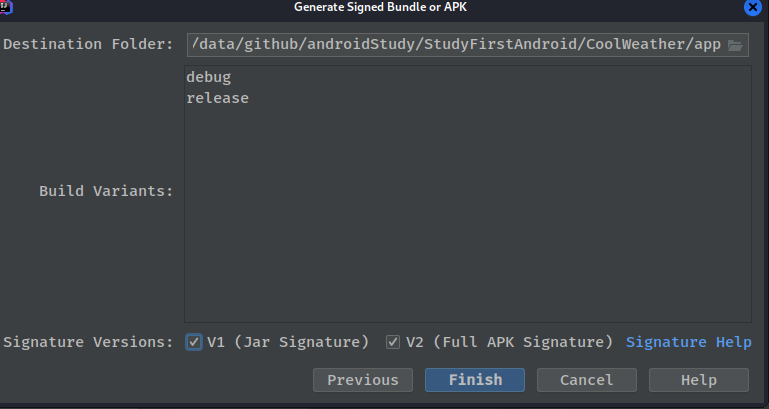 Generate Signed Bundle or APK
Destination Folder: /data/github/androidStudy/StudyFirstAndroid/CoolWeather/app
debug
release
Build Variants:
Signature Versions: V1 (Jar Signature) V2 (Full APK Signature) Signature Help
Previous Finish Cancel Help